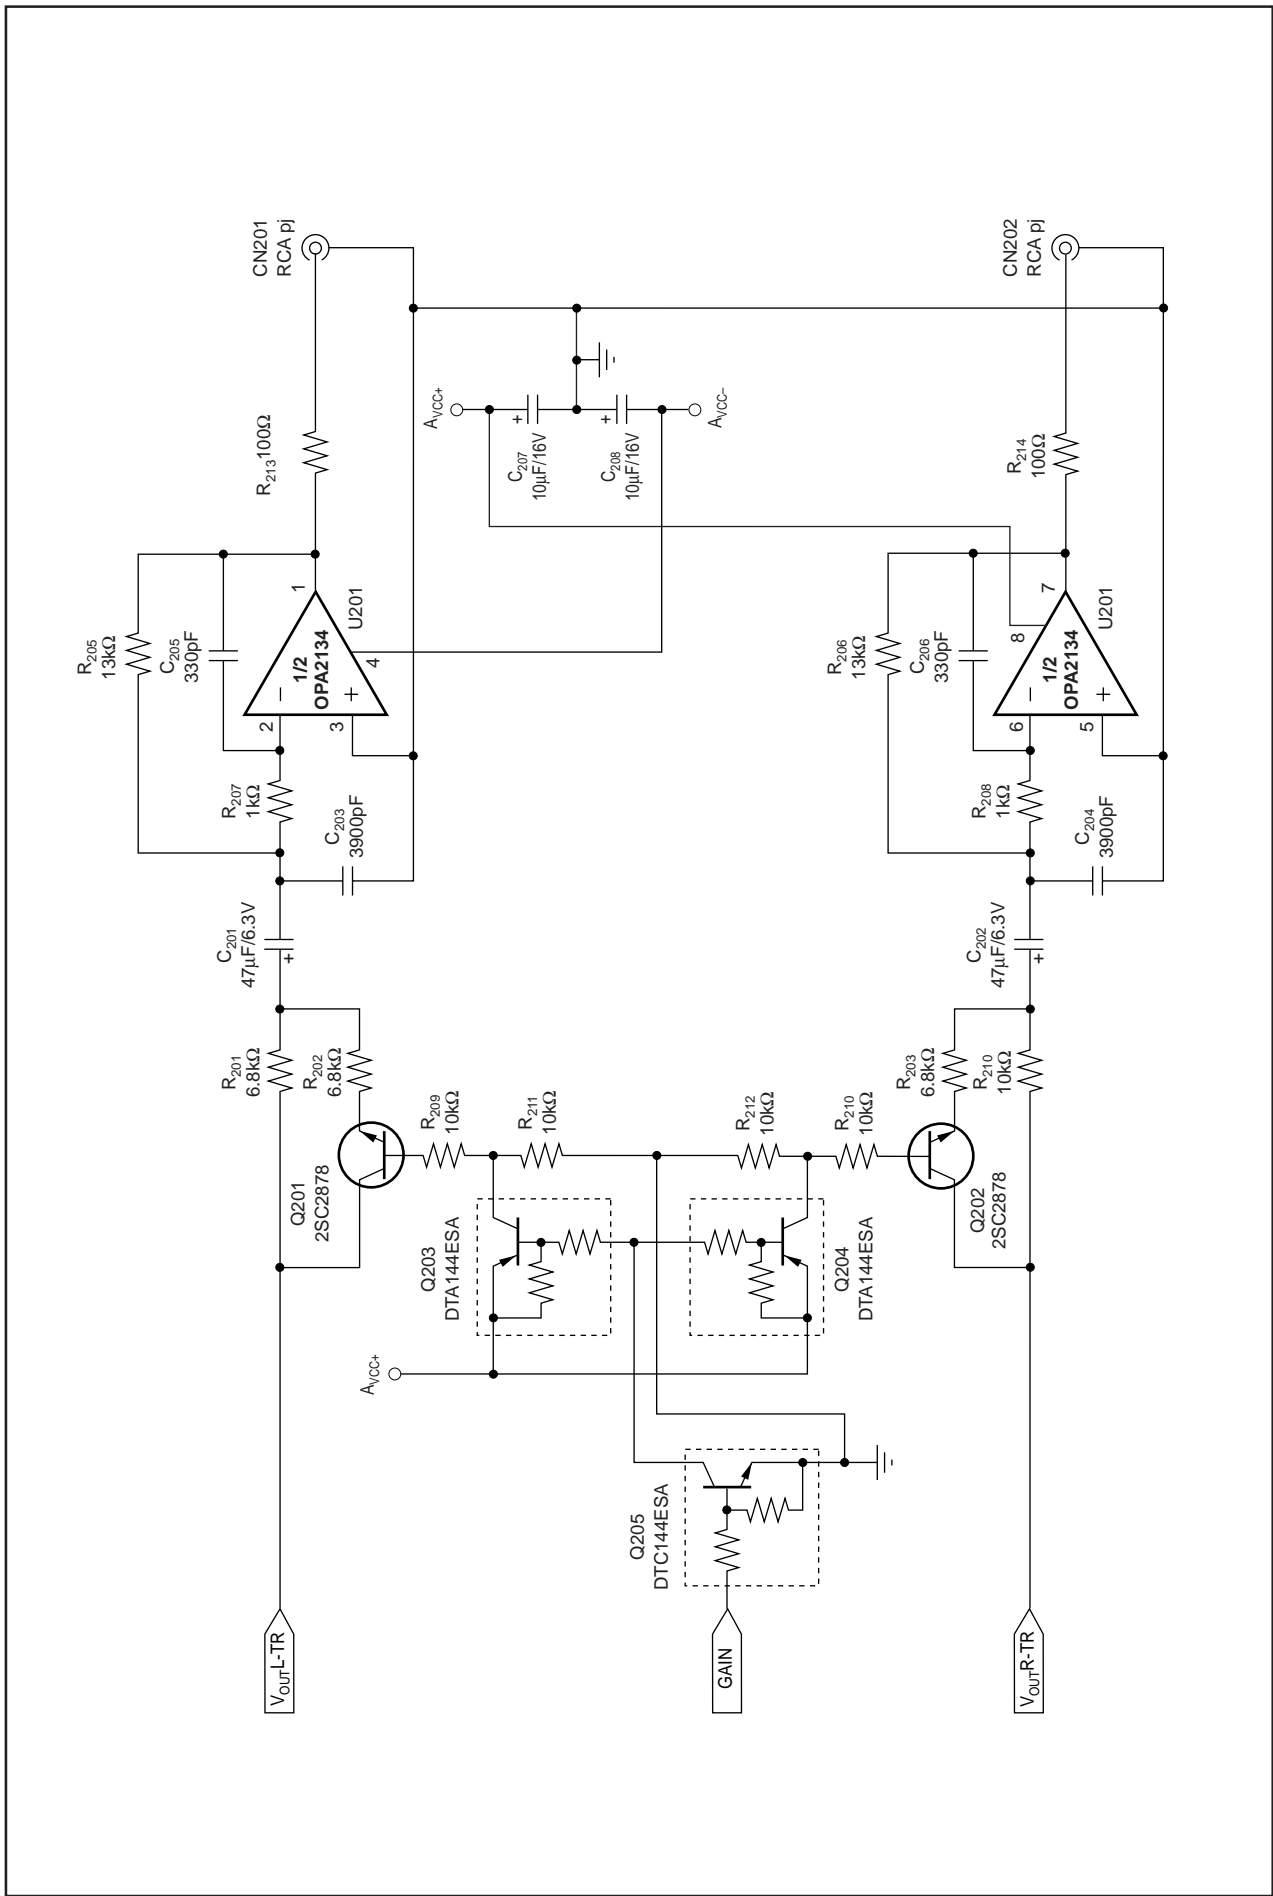 CN201
RCA pj
R213 100Ω
R205
13kΩ
C205
330pF
1
U201
1/2
OPA2134
−
+
2
3
4
R207
1kΩ
C203
3900pF
C201
47µF/6.3V
+
R201
6.8kΩ
R202
6.8kΩ
Q201
2SC2878
VOUTL-TR
AVCC+
+
C207
10µF/16V
+
C208
10µF/16V
AVCC−
R209
10kΩ
R211
10kΩ
R212
10kΩ
R210
10kΩ
Q203
DTA144ESA
Q204
DTA144ESA
AVCC+
Q205
DTC144ESA
GAIN
CN202
RCA pj
R214
100Ω
R206
13kΩ
C206
330pF
7
U201
8
1/2
OPA2134
−
+
6
5
R208
1kΩ
C204
3900pF
C202
47µF/6.3V
+
R203
6.8kΩ
R210
10kΩ
Q202
2SC2878
VOUTR-TR